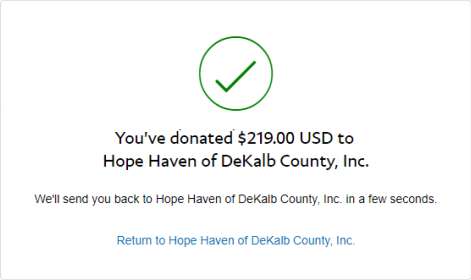 You've donated $219.00 USD to
Hope Haven of DeKalb County, Inc.
We'll send you back to Hope Haven of DeKalb County, Inc. in a few seconds.
Return to Hope Haven of DeKalb County, Inc.